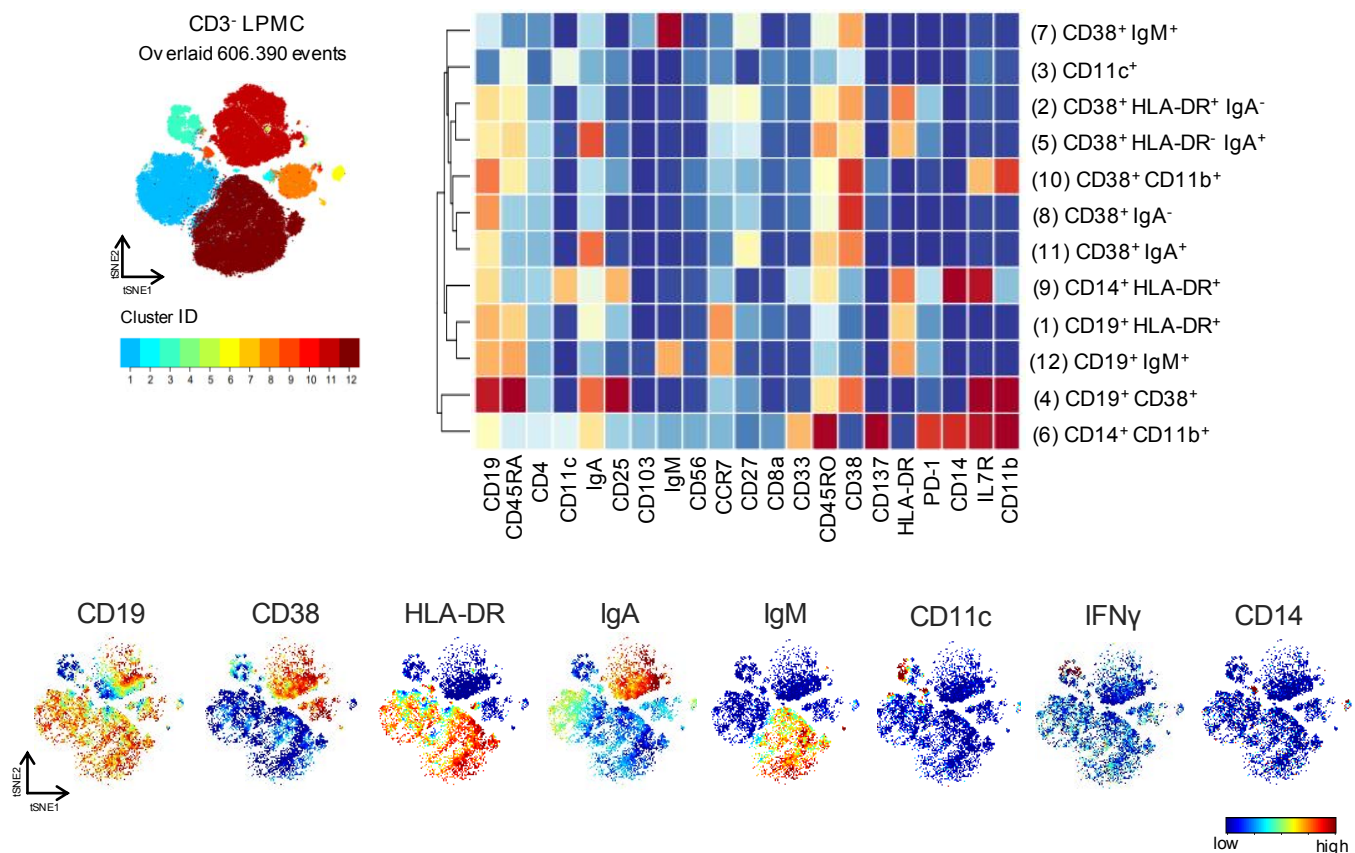 CD3⁻ LPMC
Overlaid 606.390 events
tSNE2
tSNE1
Cluster ID
1 2 3 4 5 6 7 8 9 10 11 12
(7) CD38⁺ IgM⁺
(3) CD11c⁺
(2) CD38⁺ HLA-DR⁺ IgA⁻
(5) CD38⁺ HLA-DR⁻ IgA⁺
(10) CD38⁺ CD11b⁺
(8) CD38⁺ IgA⁻
(11) CD38⁺ IgA⁺
(9) CD14⁺ HLA-DR⁺
(1) CD19⁺ HLA-DR⁺
(12) CD19⁺ IgM⁺
(4) CD19⁺ CD38⁺
(6) CD14⁺ CD11b⁺
CD19
CD45RA
CD4
CD11c
IgA
CD25
CD103
IgM
CD56
CCR7
CD27
CD8a
CD33
CD45RO
CD38
CD137
HLA-DR
PD-1
CD14
IL7R
CD11b
CD19 CD38 HLA-DR IgA IgM CD11c IFNγ CD14
tSNE2
tSNE1
low high